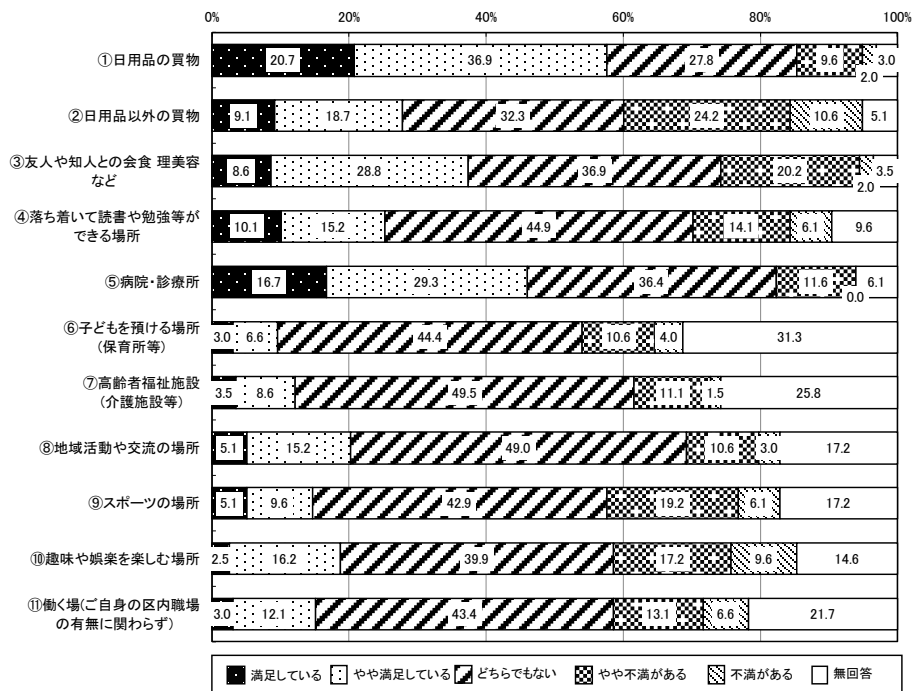 0% 20% 40% 60% 80% 100%
①日用品の買物
20.7 36.9 27.8 9.6 2.0 3.0
②日用品以外の買物
9.1 18.7 32.3 24.2 10.6 5.1
③友人や知人との会食 理美容
など
8.6 28.8 36.9 20.2 2.0 3.5
④落ち着いて読書や勉強等が
できる場所
10.1 15.2 44.9 14.1 6.1 9.6
⑤病院・診療所
16.7 29.3 36.4 11.6 0.0 6.1
⑥子どもを預ける場所
(保育所等)
3.0 6.6 44.4 10.6 4.0 31.3
⑦高齢者福祉施設
(介護施設等)
3.5 8.6 49.5 11.1 1.5 25.8
⑧地域活動や交流の場所
5.1 15.2 49.0 10.6 3.0 17.2
⑨スポーツの場所
5.1 9.6 42.9 19.2 6.1 17.2
⑩趣味や娯楽を楽しむ場所
2.5 16.2 39.9 17.2 9.6 14.6
⑪働く場(ご自身の区内職場
の有無に関わらず)
3.0 12.1 43.4 13.1 6.6 21.7
満足している やや満足している どちらでもない やや不満がある 不満がある 無回答